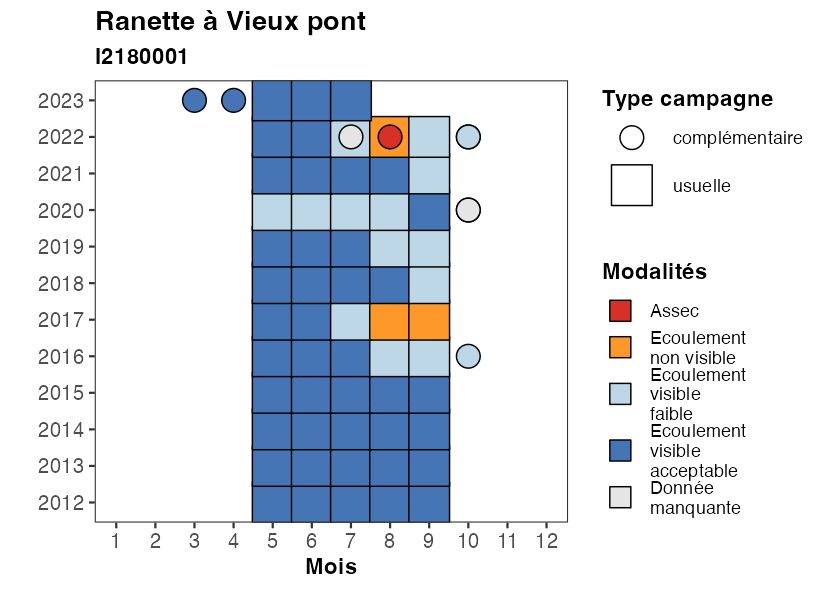 Ranette à Vieux pont
I2180001
2023
2022
2021
2020
2019
2018
2017
2016
2015
2014
2013
2012
1 2 3 4 5 6 7 8 9 10 11 12
Mois
Type campagne
complémentaire
usuelle
Modalités
Assec
Ecoulement
non visible
Ecoulement
visible
faible
Ecoulement
visible
acceptable
Donnée
manquante